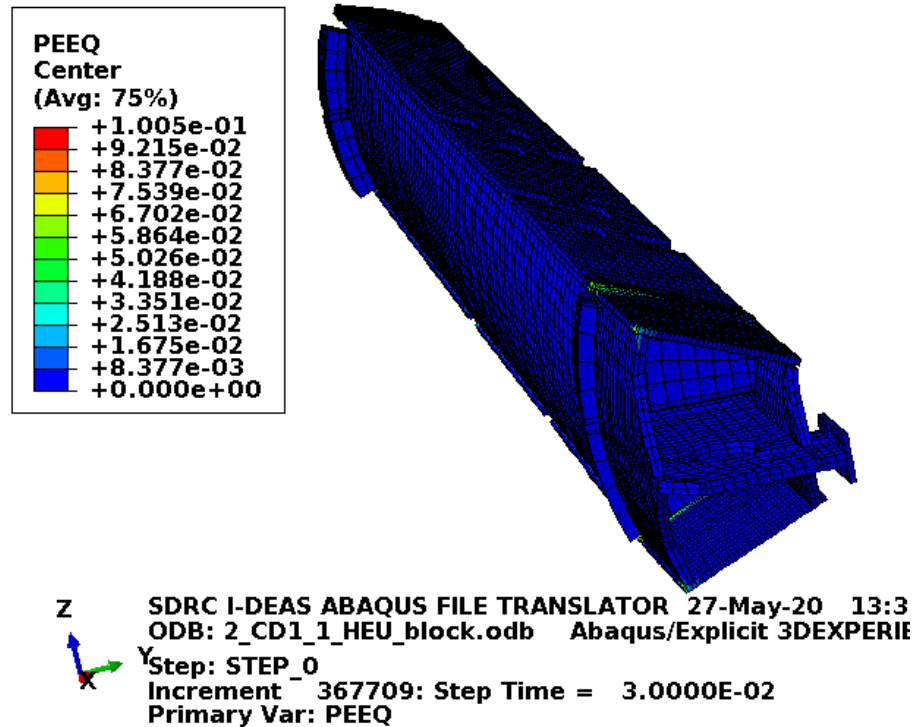 PEEQ
Center
(Avg: 75%)
+1.005e-01
+9.215e-02
+8.377e-02
+7.539e-02
+6.702e-02
+5.864e-02
+5.026e-02
+4.188e-02
+3.351e-02
+2.513e-02
+1.675e-02
+8.377e-03
+0.000e+00
Z
Y
X
SDRC I-DEAS ABAQUS FILE TRANSLATOR 27-May-20 13:3
ODB: 2_CD1_1_HEU_block.odb Abaqus/Explicit 3DEXPERIE
Step: STEP_0
Increment 367709: Step Time = 3.0000E-02
Primary Var: PEEQ